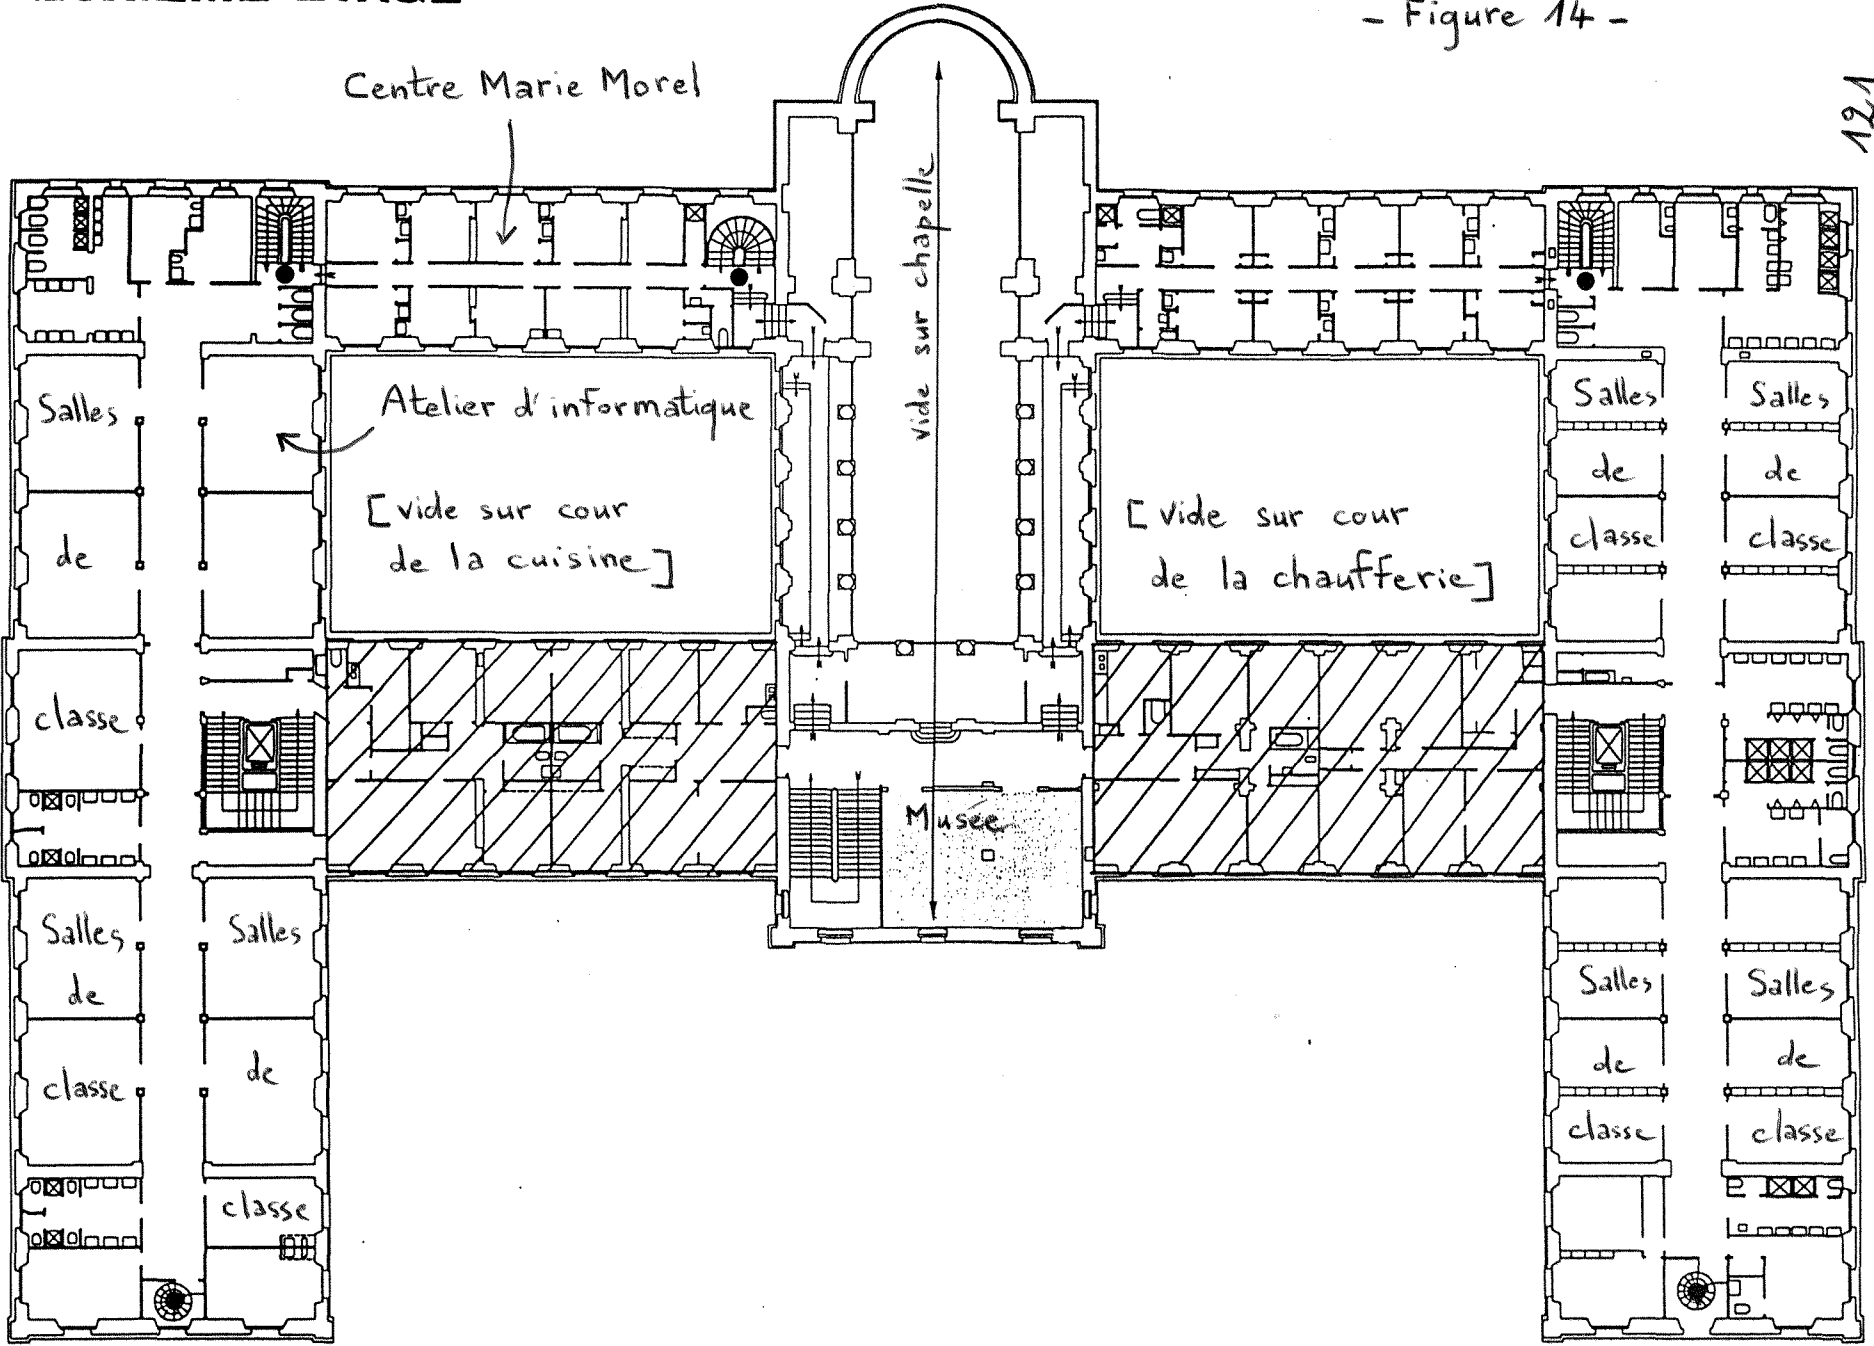 - Figure 14 -
121
Centre Marie Morel
vide sur chapelle
Salles
de
classe
Atelier d'informatique
[vide sur cour
de la cuisine]
[vide sur cour
de la chaufferie]
Salles
de
classe
Salles
de
classe
Musée
Salles
de
classe
Salles
de
classe
Salles
de
classe
Salles
de
classe